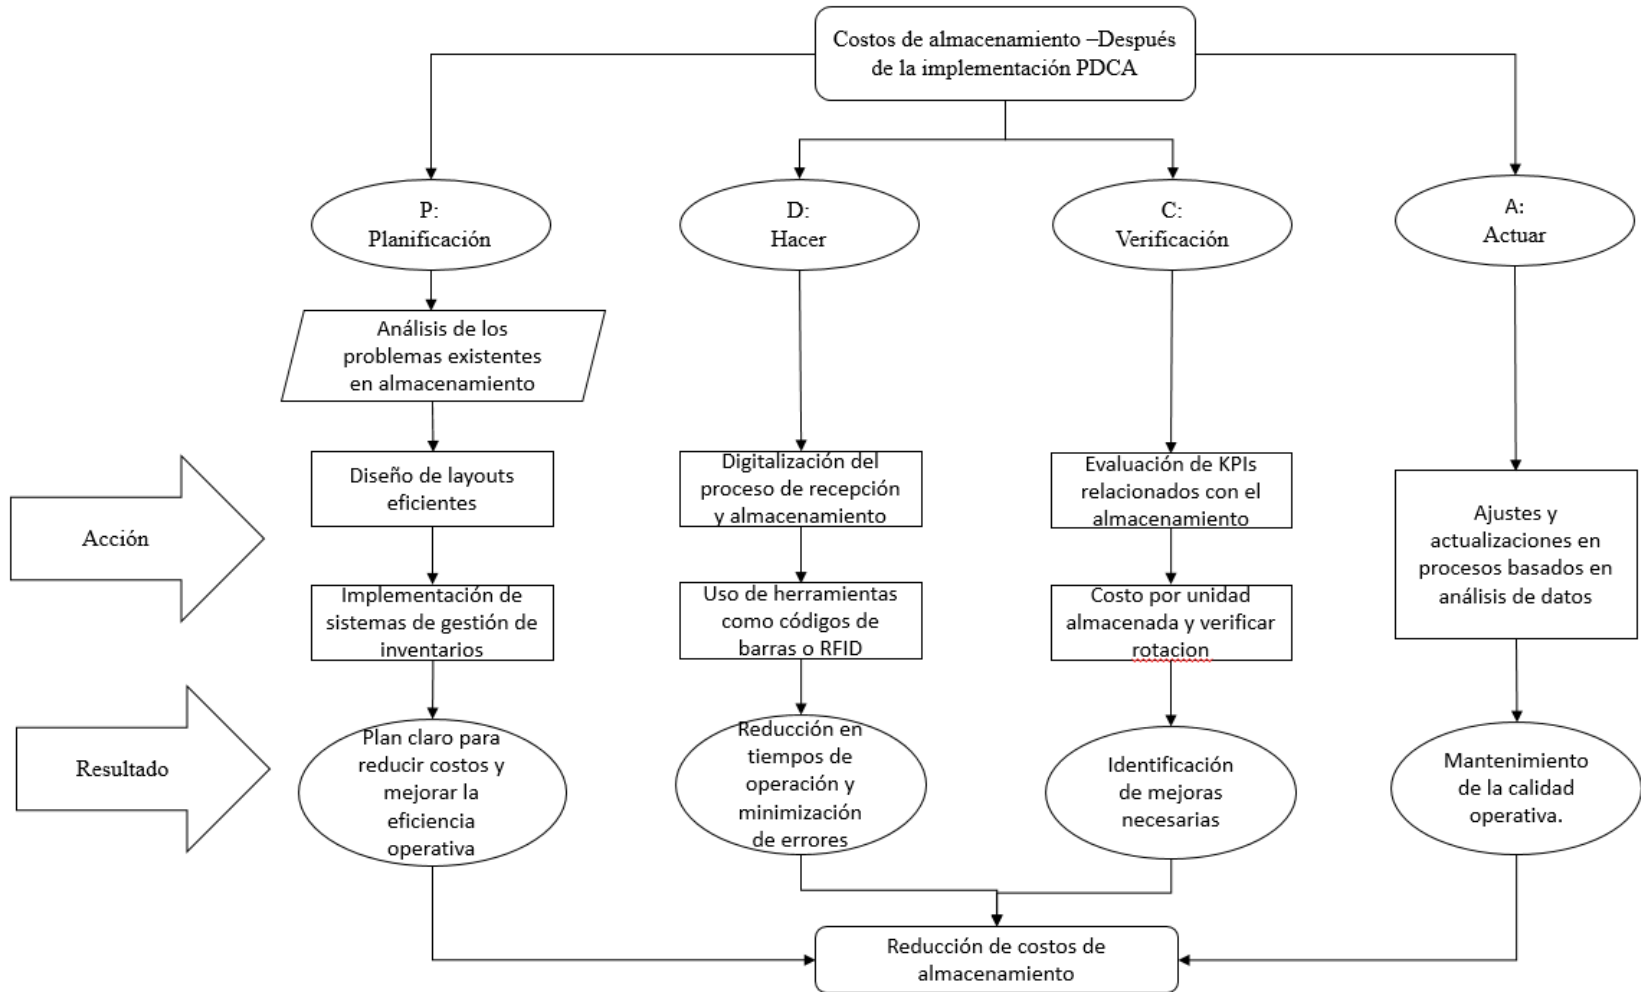 Costos de almacenamiento –Después
de la implementación PDCA
P:
Planificación
D:
Hacer
C:
Verificación
A:
Actuar
Análisis de los
problemas existentes
en almacenamiento
Acción
Diseño de layouts
eficientes
Digitalización del
proceso de recepción
y almacenamiento
Evaluación de KPIs
relacionados con el
almacenamiento
Ajustes y
actualizaciones en
procesos basados en
análisis de datos
Implementación de
sistemas de gestión de
inventarios
Uso de herramientas
como códigos de
barras o RFID
Costo por unidad
almacenada y verificar
rotacion
Resultado
Plan claro para
reducir costos y
mejorar la
eficiencia
operativa
Reducción en
tiempos de
operación y
minimización
de errores
Identificación
de mejoras
necesarias
Mantenimiento
de la calidad
operativa.
Reducción de costos de
almacenamiento